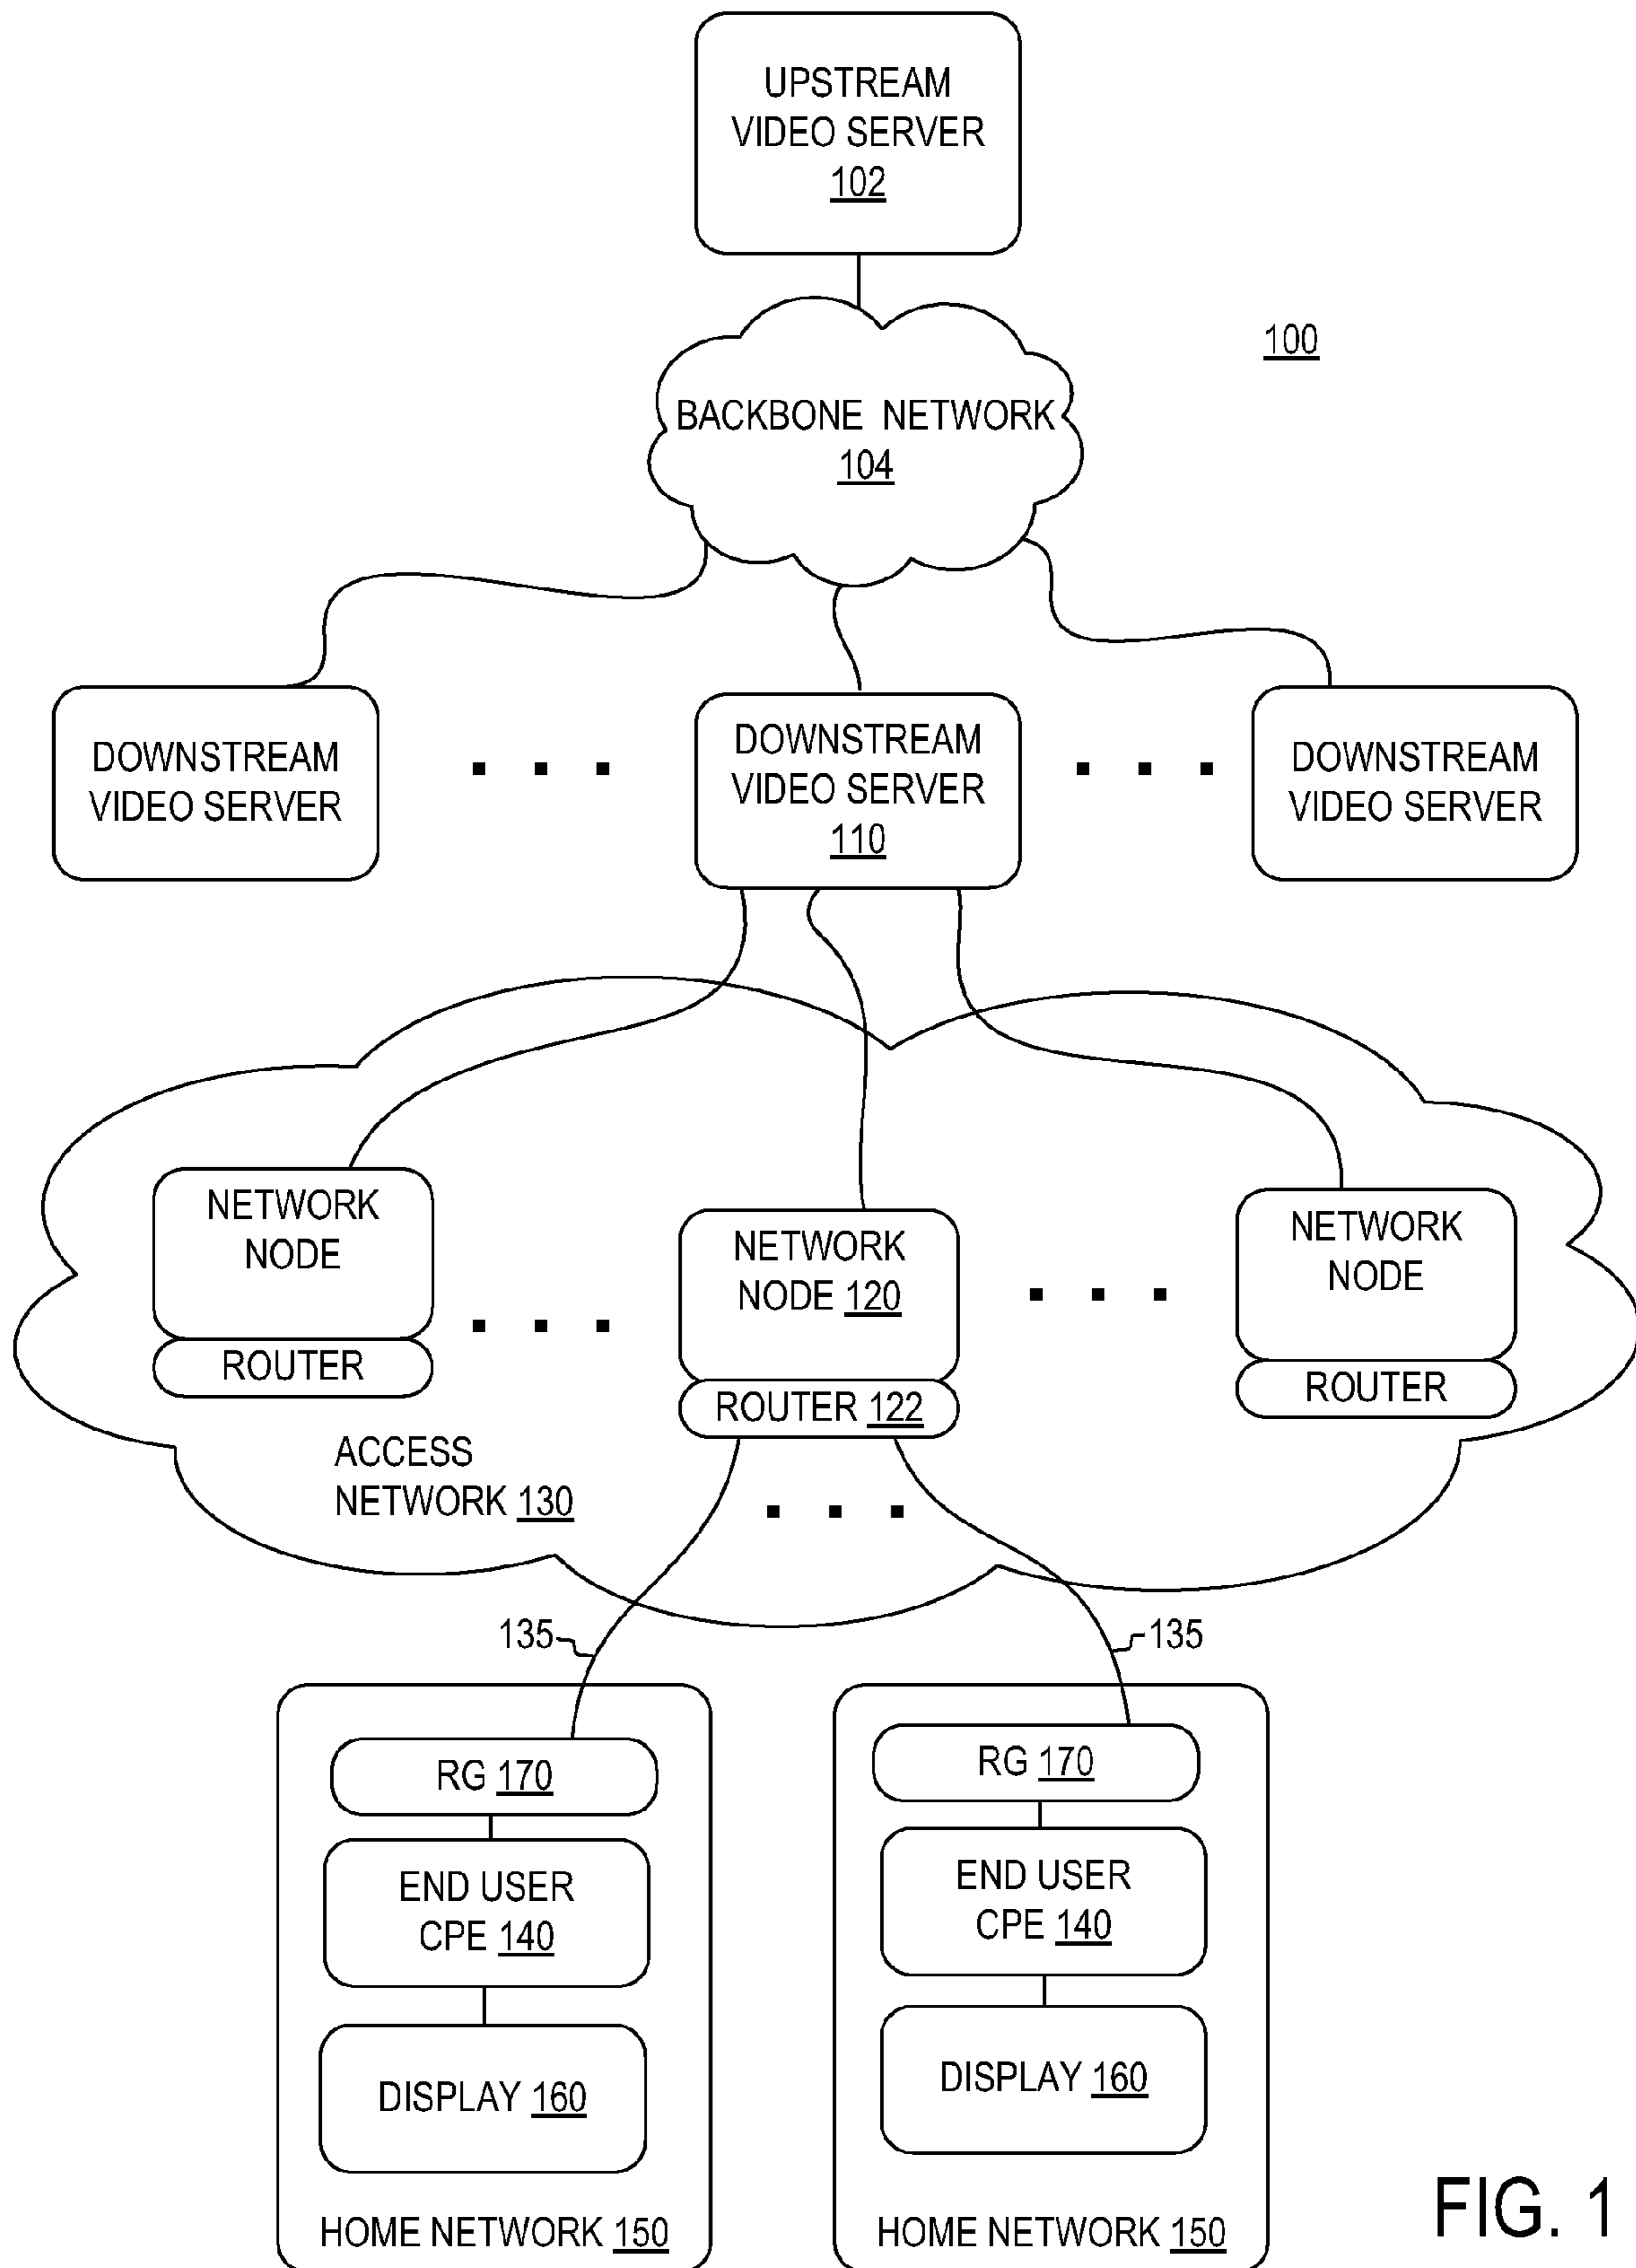 UPSTREAM
VIDEO SERVER
102
100
BACKBONE NETWORK
104
DOWNSTREAM
VIDEO SERVER
DOWNSTREAM
VIDEO SERVER
110
DOWNSTREAM
VIDEO SERVER
NETWORK
NODE
ROUTER
NETWORK
NODE 120
ROUTER 122
NETWORK
NODE
ROUTER
ACCESS
NETWORK 130
135
135
RG 170
END USER
CPE 140
DISPLAY 160
HOME NETWORK 150
RG 170
END USER
CPE 140
DISPLAY 160
HOME NETWORK 150
FIG. 1